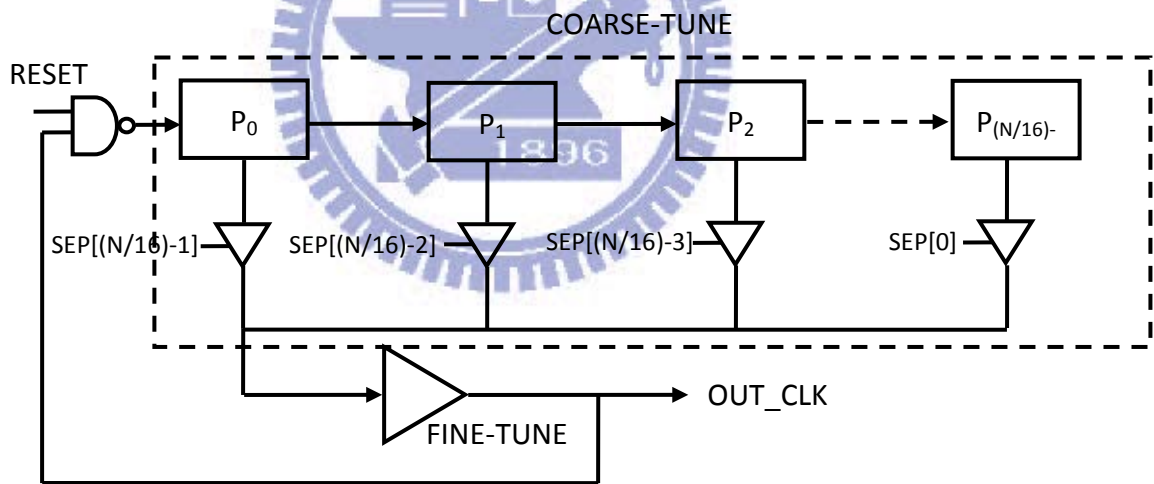 COARSE-TUNE
RESET
P0
P1
P2
P(N/16)-
1896
SEP[(N/16)-1]
SEP[(N/16)-2]
SEP[(N/16)-3]
SEP[0]
OUT_CLK
FINE-TUNE